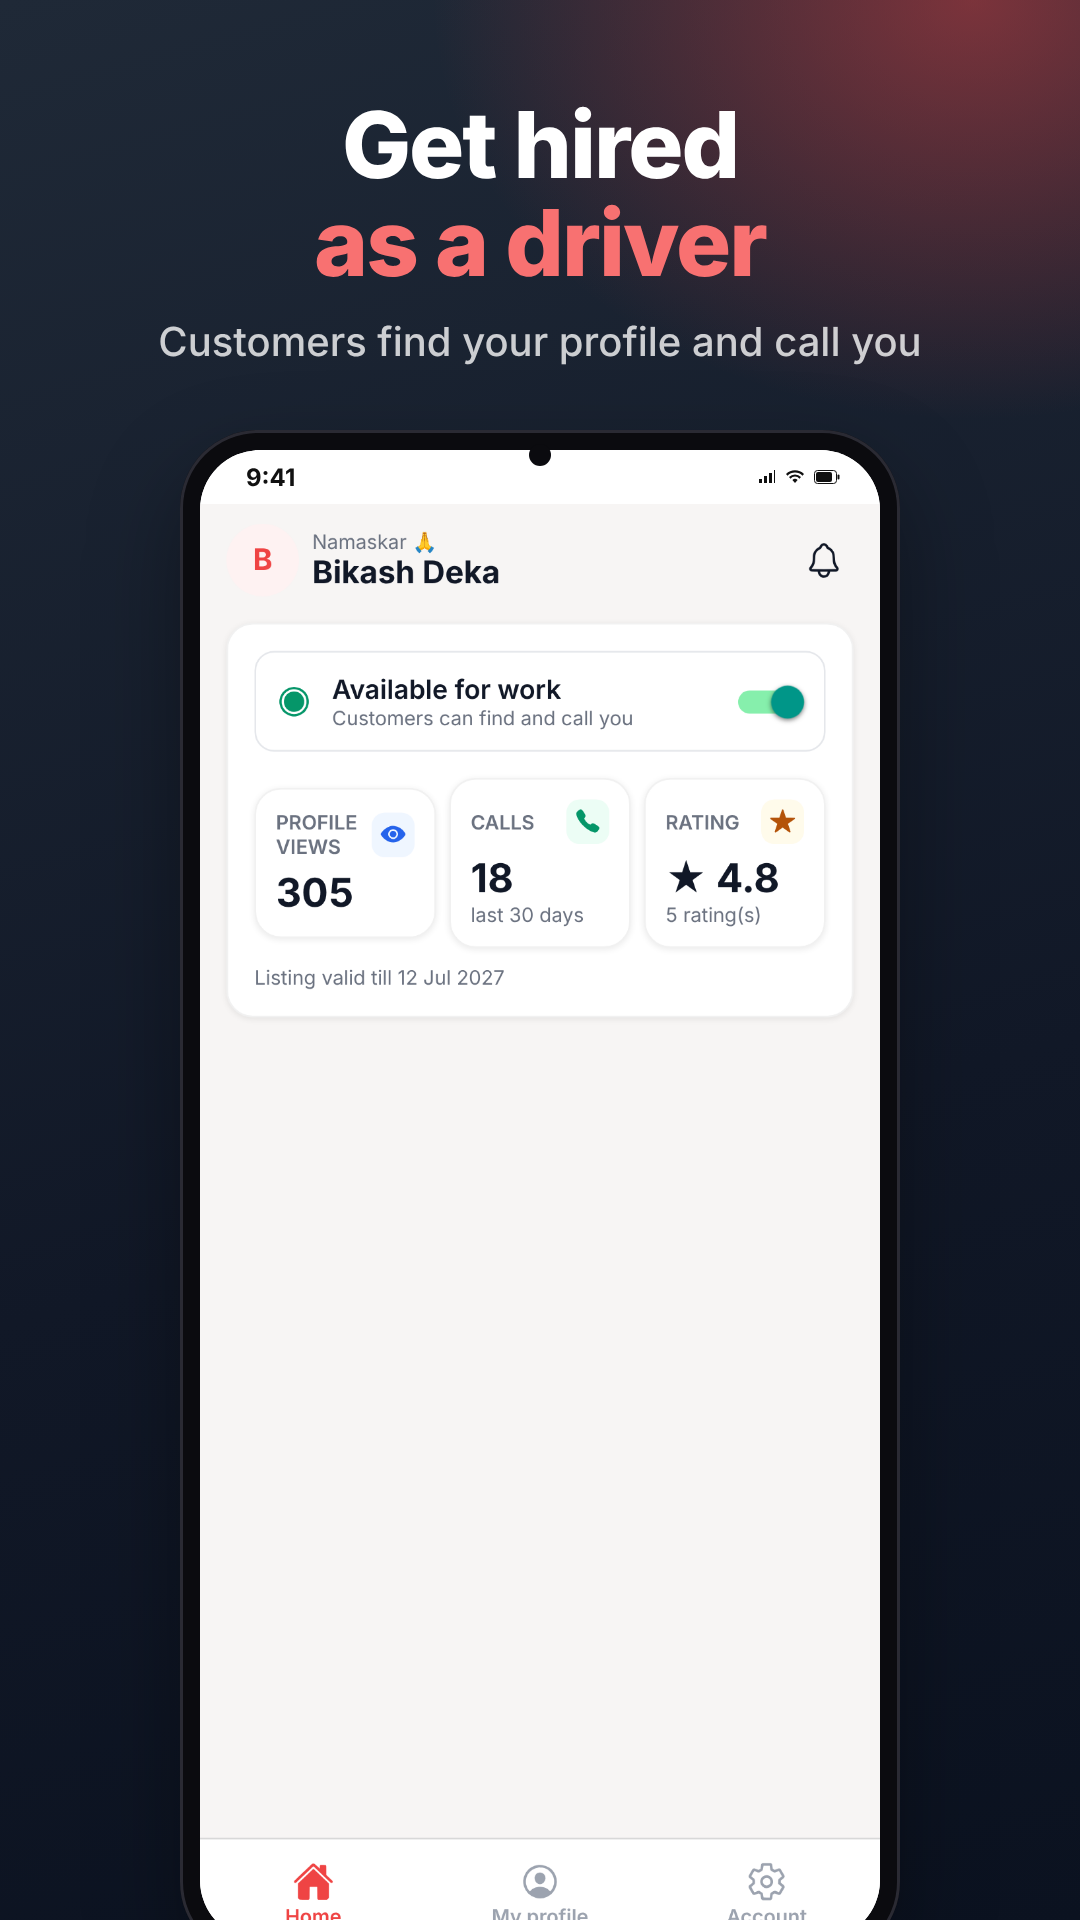 Get hired
as a driver
Customers find your profile and call you
9:41
B
Namaskar 🙏
Bikash Deka
Available for work
Customers can find and call you
PROFILE
VIEWS
305
CALLS
18
last 30 days
RATING
★ 4.8
5 rating(s)
Listing valid till 12 Jul 2027
Home
My profile
Account